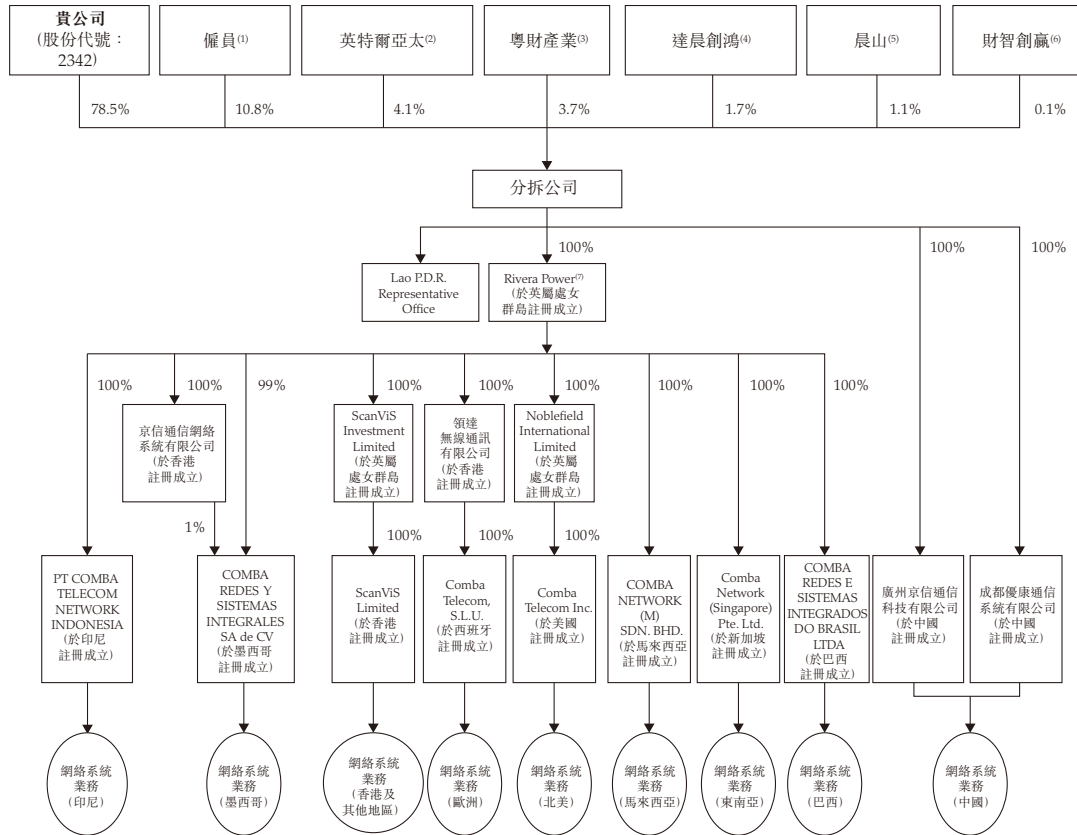 貴公司
(股份代號：
2342)
僱員(1)
英特爾亞太(2)
粵財產業(3)
達晨創鴻(4)
晨山(5)
財智創贏(6)
78.5%
10.8%
4.1%
3.7%
1.7%
1.1%
0.1%
分拆公司
100%
100%
100%
Lao P.D.R.
Representative
Office
Rivera Power(7)
(於英屬處女
群島註冊成立)
100%
100%
99%
100%
100%
100%
100%
100%
100%
京信通信網絡
系統有限公司
(於香港
註冊成立)
ScanViS
Investment
Limited
(於英屬
處女群島
註冊成立)
領達
無線通訊
有限公司
(於香港
註冊成立)
Noblefield
International
Limited
(於英屬
處女群島
註冊成立)
1%
100%
100%
100%
PT COMBA
TELECOM
NETWORK
INDONESIA
(於印尼
註冊成立)
COMBA
REDES Y
SISTEMAS
INTEGRALES
SA de CV
(於墨西哥
註冊成立)
ScanViS
Limited
(於香港
註冊成立)
Comba
Telecom,
S.L.U.
(於西班牙
註冊成立)
Comba
Telecom Inc.
(於美國
註冊成立)
COMBA
NETWORK
(M)
SDN. BHD.
(於馬來西亞
註冊成立)
Comba
Network
(Singapore)
Pte. Ltd.
(於新加坡
註冊成立)
COMBA
REDES E
SISTEMAS
INTEGRADOS
DO BRASIL
LTDA
(於巴西
註冊成立)
廣州京信通信
科技有限公司
(於中國
註冊成立)
成都優康通信
系統有限公司
(於中國
註冊成立)
網絡系統
業務
(印尼)
網絡系統
業務
(墨西哥)
網絡系統
業務
(香港及
其他地區)
網絡系統
業務
(歐洲)
網絡系統
業務
(北美)
網絡系統
業務
(馬來西亞)
網絡系統
業務
(東南亞)
網絡系統
業務
(巴西)
網絡系統
業務
(中國)